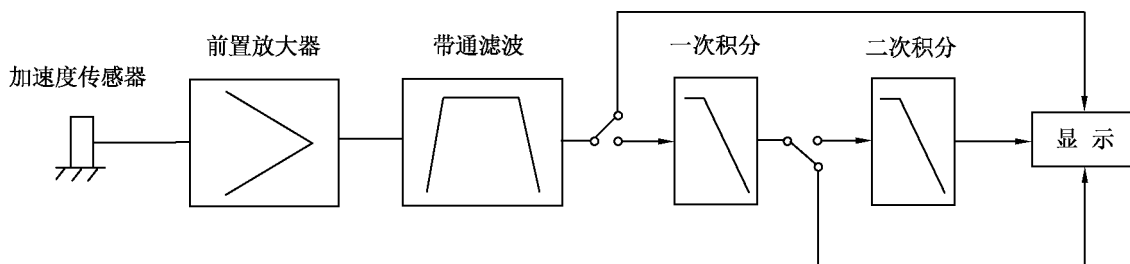 加速度传感器
前置放大器
带通滤波
一次积分
二次积分
显示